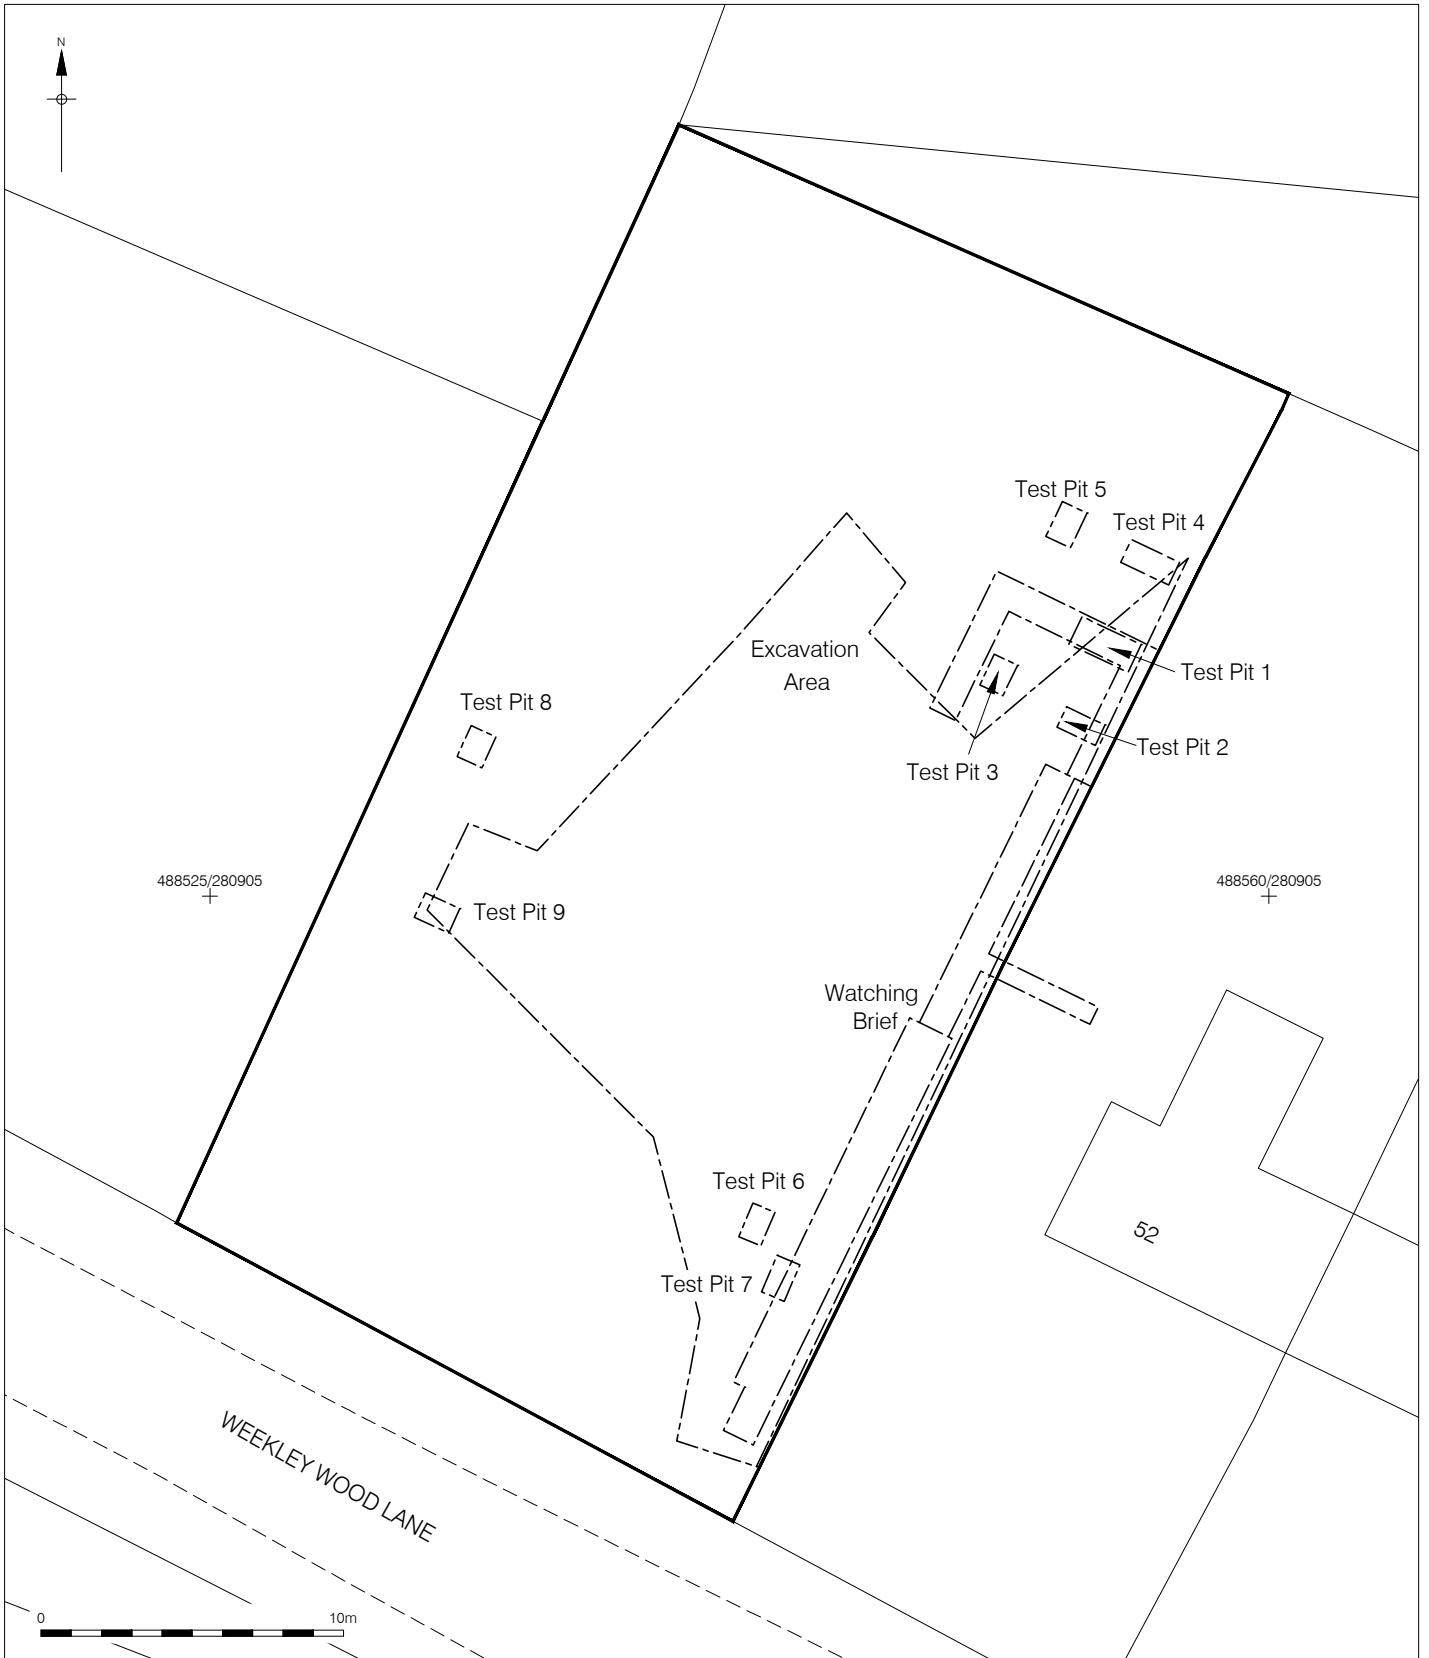 N
Test Pit 5
Test Pit 4
Excavation
Area
Test Pit 1
Test Pit 8
Test Pit 2
Test Pit 3
488525/280905
488560/280905
Test Pit 9
Watching
Brief
Test Pit 6
52
Test Pit 7
WEEKLEY WOOD LANE
0 10m